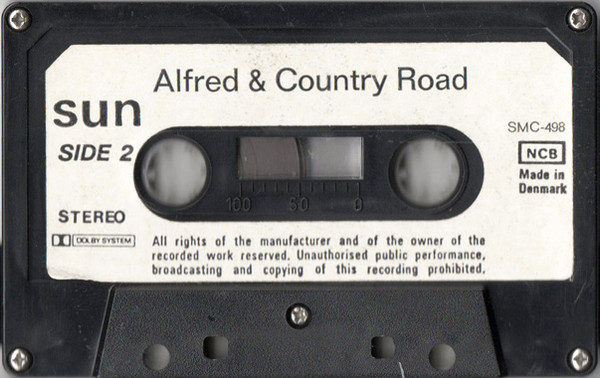 Alfred & Country Road
sun
SMC-498
SIDE 2
NCB
Made in
Denmark
100 50 0
STEREO
DOLBY SYSTEM
All rights of the manufacturer and of the owner of the
recorded work reserved. Unauthorised public performance,
broadcasting and copying of this recording prohibited.